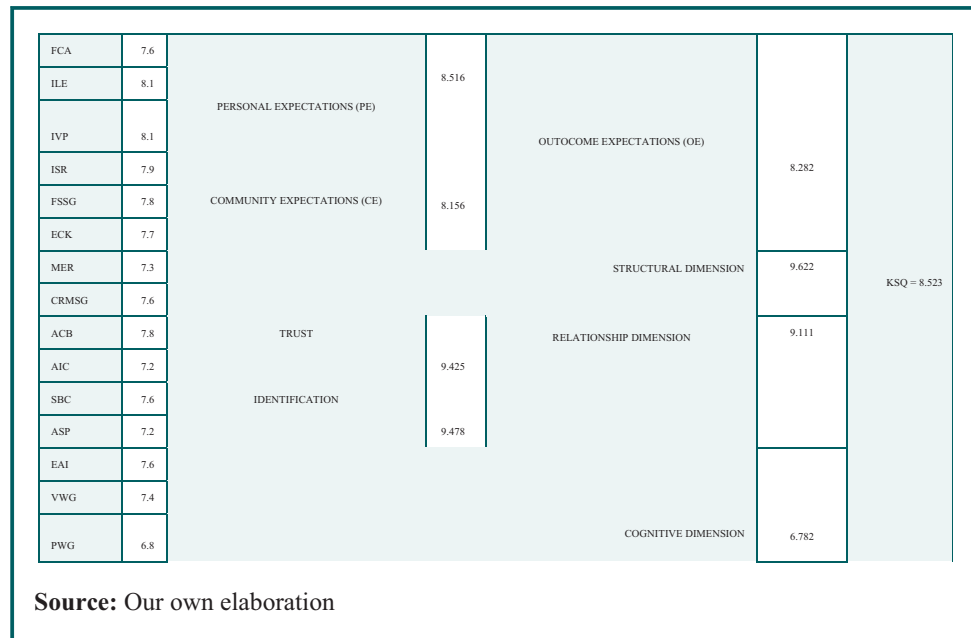 FCA 7.6
8.516
ILE 8.1
PERSONAL EXPECTATIONS (PE)
IVP 8.1
OUTOCOME EXPECTATIONS (OE)
ISR 7.9
8.282
FSSG 7.8 COMMUNITY EXPECTATIONS (CE) 8.156
ECK 7.7
MER 7.3 STRUCTURAL DIMENSION 9.622
KSQ = 8.523
CRMSG 7.6
ACB 7.8 TRUST RELATIONSHIP DIMENSION 9.111
AIC 7.2 9.425
SBC 7.6 IDENTIFICATION
ASP 7.2 9.478
EAI 7.6
VWG 7.4
COGNITIVE DIMENSION 6.782
PWG 6.8
Source: Our own elaboration